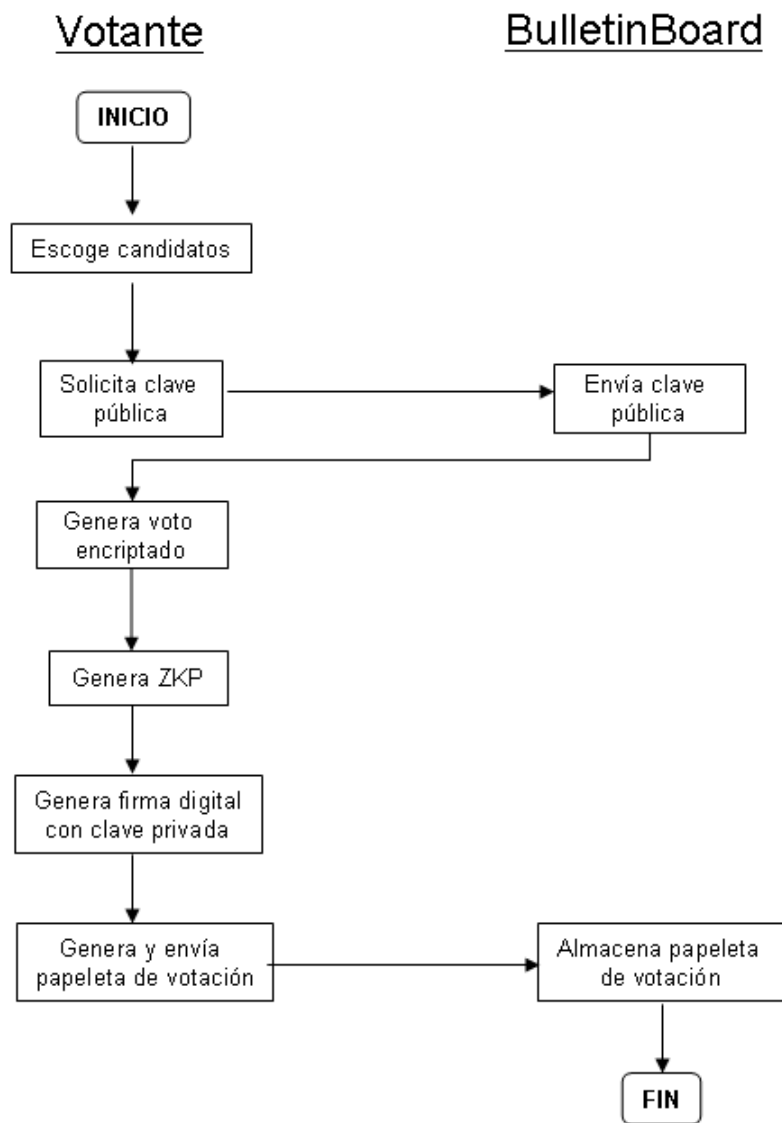 Votante
BulletinBoard
INICIO
Escoge candidatos
Solicita clave
pública
Envía clave
pública
Genera voto
encriptado
Genera ZKP
Genera firma digital
con clave privada
Genera y envía
papeleta de votación
Almacena papeleta
de votación
FIN